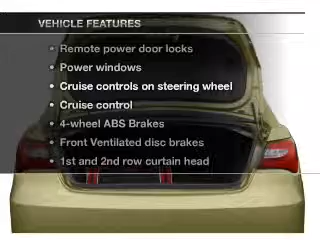 VEHICLE FEATURES
• Remote power door locks
• Power windows
• Cruise controls on steering wheel
• Cruise control
• 4-wheel ABS Brakes
• Front Ventilated disc brakes
• 1st and 2nd row curtain head